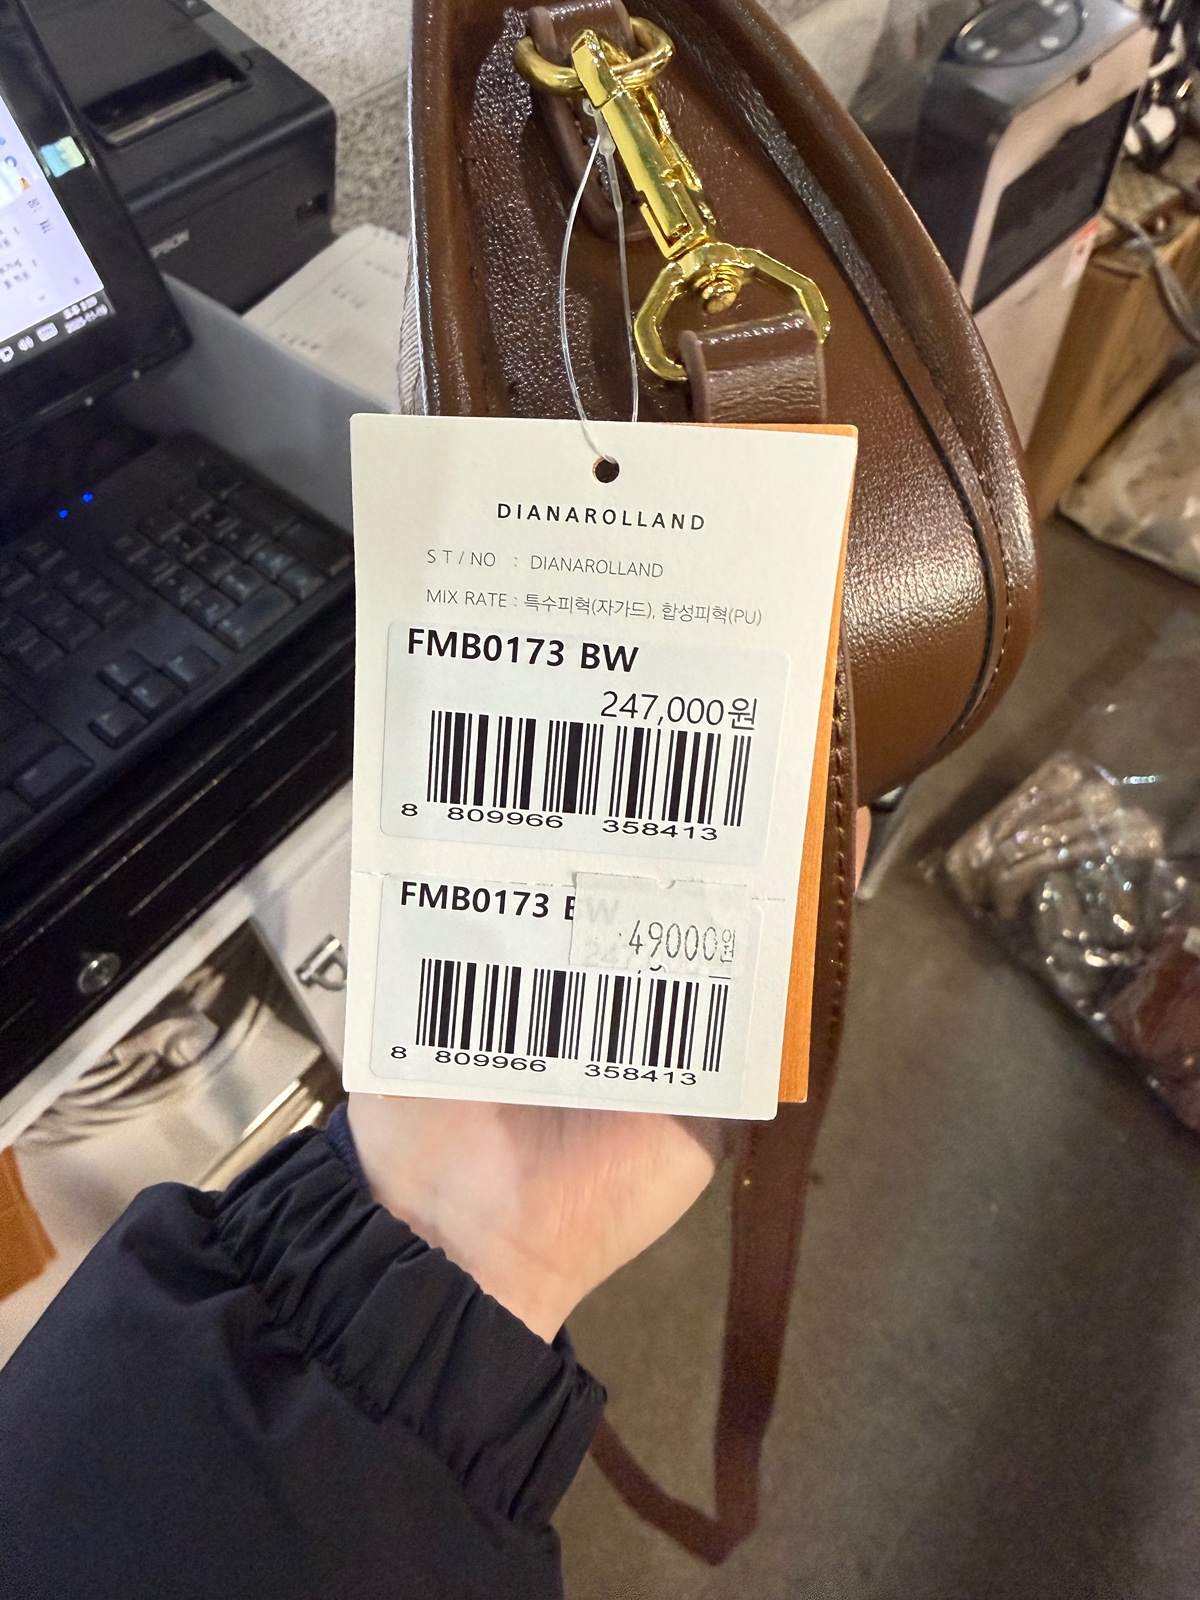 DIANAROLLAND
ST/NO : DIANAROLLAND
MIX RATE : 특수피혁(자가드), 합성피혁(PU)
FMB0173 BW
247,000원
8 809966 358413
FMB0173 BW
49000원
8 809966 358413
EPSON